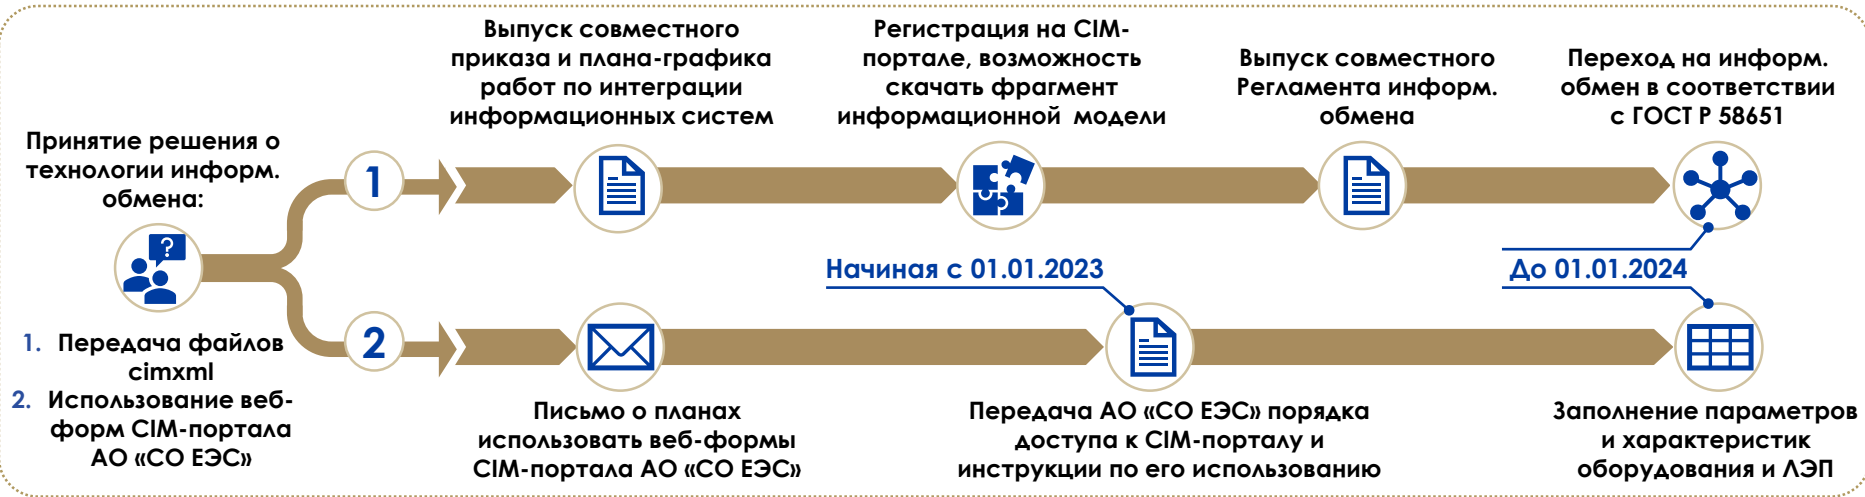 Принятие решения о
технологии информ.
обмена:
?
1. Передача файлов
cimxml
2. Использование веб-
форм CIM-портала
АО «СО ЕЭС»
1
Выпуск совместного
приказа и плана-графика
работ по интеграции
информационных систем
Регистрация на CIM-
портале, возможность
скачать фрагмент
информационной модели
Выпуск совместного
Регламента информ.
обмена
Переход на информ.
обмен в соответствии
с ГОСТ Р 58651
Начиная с 01.01.2023
До 01.01.2024
2
Письмо о планах
использовать веб-формы
CIM-портала АО «СО ЕЭС»
Передача АО «СО ЕЭС» порядка
доступа к CIM-порталу и
инструкции по его использованию
Заполнение параметров
и характеристик
оборудования и ЛЭП